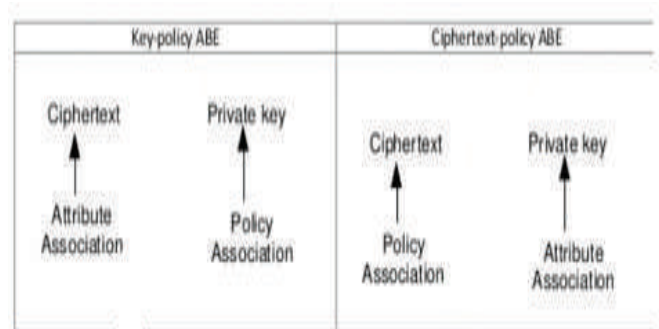 Key-policy ABE
Ciphertext-policy ABE
Ciphertext
Private key
Attribute
Association
Policy
Association
Ciphertext
Private key
Policy
Association
Attribute
Association